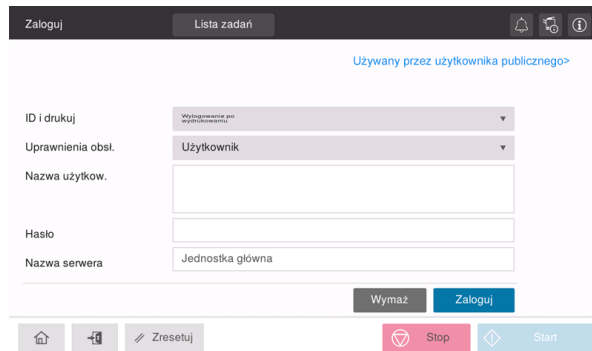 Zaloguj
Lista zadań
Używany przez użytkownika publicznego>
ID i drukuj
Wylogowanie po
wydrukowaniu
Uprawnienia obsł.
Użytkownik
Nazwa użytkow.
Hasło
Nazwa serwera
Jednostka główna
Wymaż
Zaloguj
Zresetuj
Stop
Start